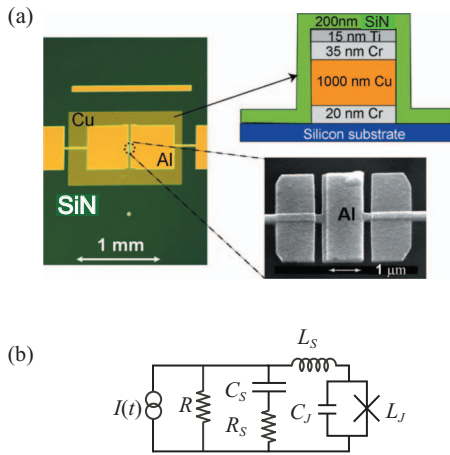 (a)
Cu
Al
SiN
1 mm
200nm SiN
15 nm Ti
35 nm Cr
1000 nm Cu
20 nm Cr
Silicon substrate
Al
1 μm
(b)
I(t)
R
C_S
R_S
L_S
C_J
L_J